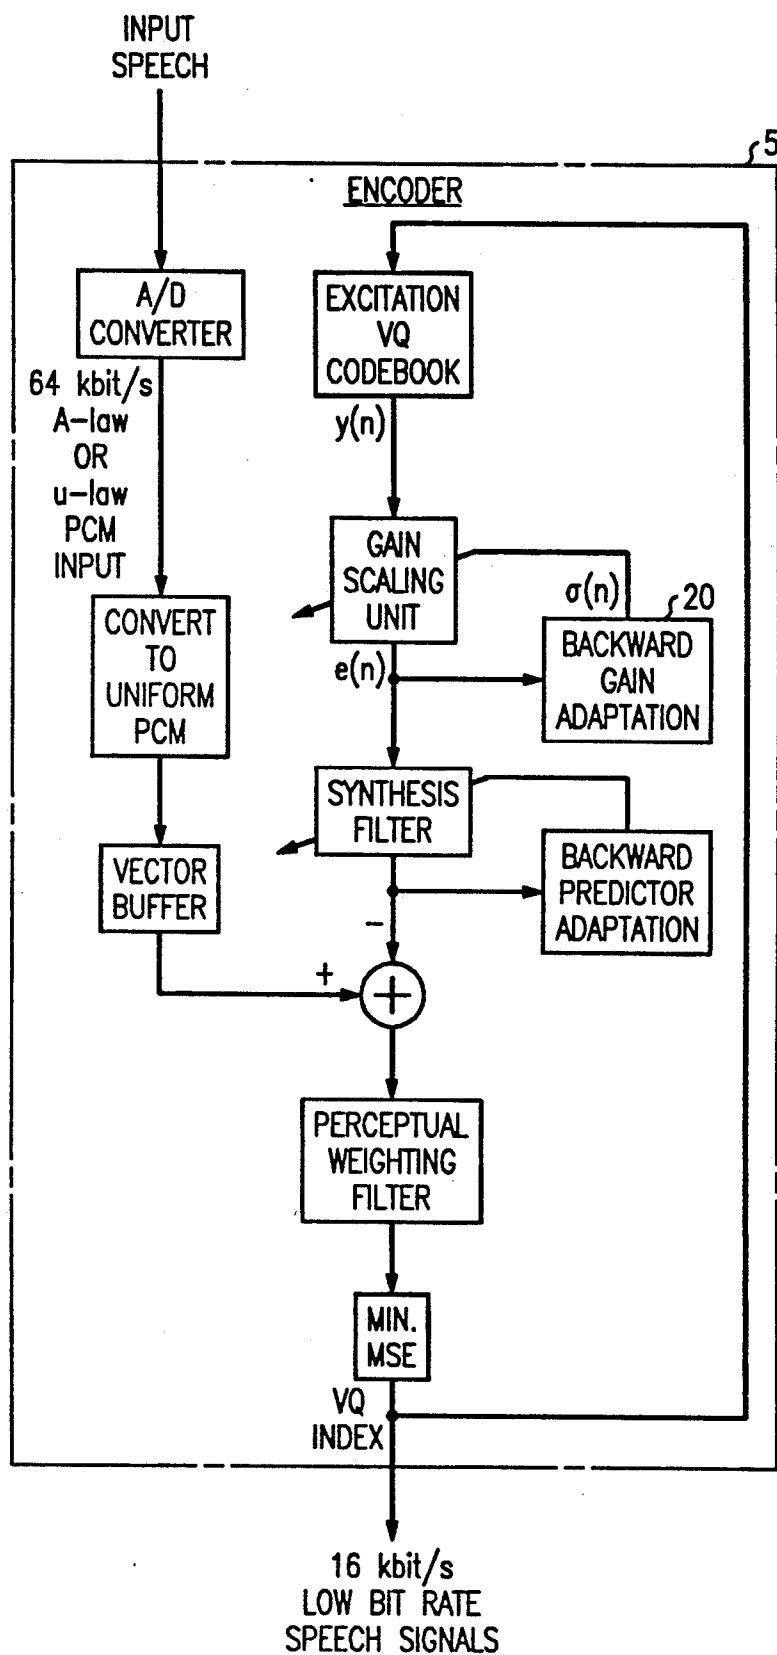 INPUT
SPEECH
5
ENCODER
A/D
CONVERTER
64 kbit/s
A-law
OR
u-law
PCM
INPUT
CONVERT
TO
UNIFORM
PCM
VECTOR
BUFFER
+
EXCITATION
VQ
CODEBOOK
y(n)
GAIN
SCALING
UNIT
σ(n)
20
BACKWARD
GAIN
ADAPTATION
e(n)
SYNTHESIS
FILTER
BACKWARD
PREDICTOR
ADAPTATION
−
+
PERCEPTUAL
WEIGHTING
FILTER
MIN.
MSE
VQ
INDEX
16 kbit/s
LOW BIT RATE
SPEECH SIGNALS